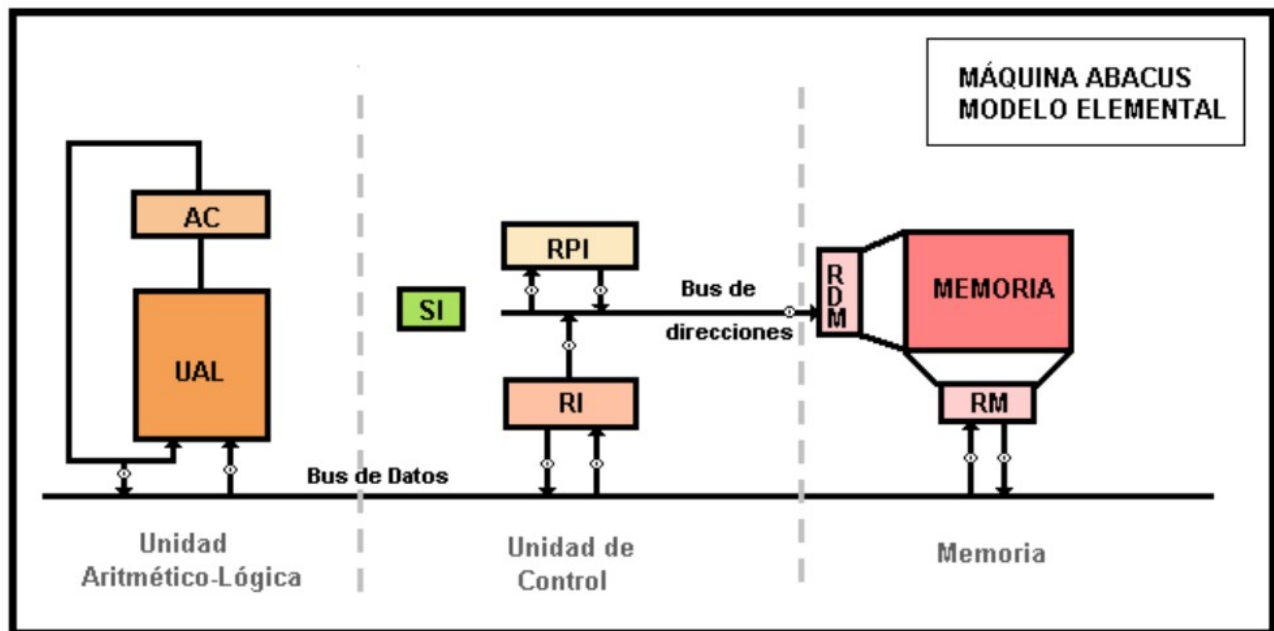 MÁQUINA ABACUS
MODELO ELEMENTAL
AC
UAL
SI
RPI
Bus de
direcciones
RI
RDM
MEMORIA
RM
Bus de Datos
Unidad
Aritmético-Lógica
Unidad de
Control
Memoria